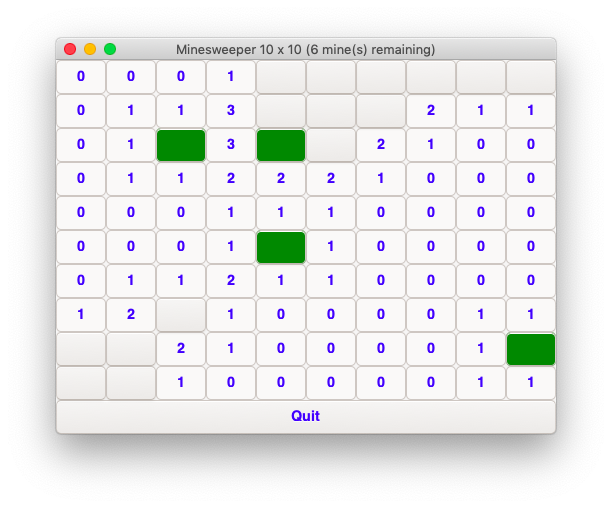 Minesweeper 10 x 10 (6 mine(s) remaining)
0 0 0 1
0 1 1 3 2 1 1
0 1 3 2 1 0 0
0 1 1 2 2 2 1 0 0 0
0 0 0 1 1 1 0 0 0 0
0 0 0 1 1 0 0 0 0
0 1 1 2 1 1 0 0 0 0
1 2 1 0 0 0 0 1 1
2 1 0 0 0 0 1
1 0 0 0 0 0 1 1
Quit